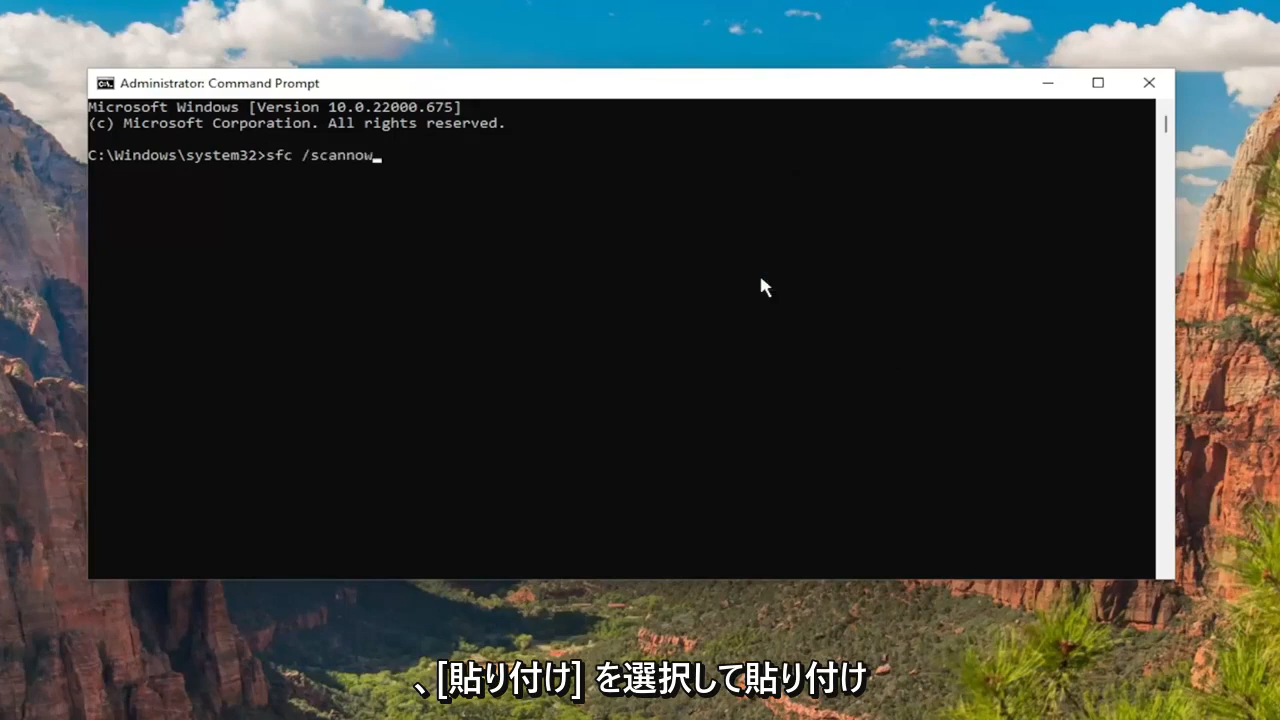 Administrator: Command Prompt
Microsoft Windows [Version 10.0.22000.675]
(c) Microsoft Corporation. All rights reserved.
C:\Windows\system32>sfc /scannow
、[貼り付け] を選択して貼り付け